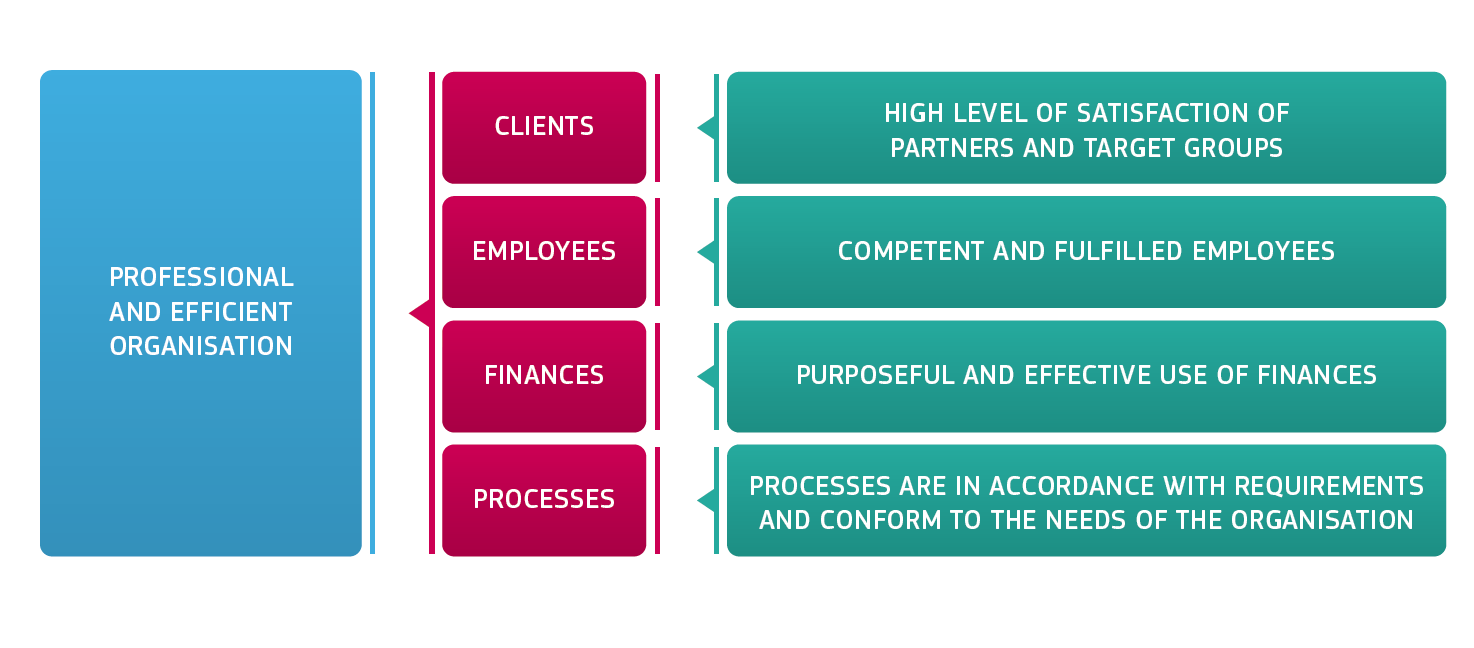 PROFESSIONAL
AND EFFICIENT
ORGANISATION
CLIENTS
HIGH LEVEL OF SATISFACTION OF
PARTNERS AND TARGET GROUPS
EMPLOYEES
COMPETENT AND FULFILLED EMPLOYEES
FINANCES
PURPOSEFUL AND EFFECTIVE USE OF FINANCES
PROCESSES
PROCESSES ARE IN ACCORDANCE WITH REQUIREMENTS
AND CONFORM TO THE NEEDS OF THE ORGANISATION